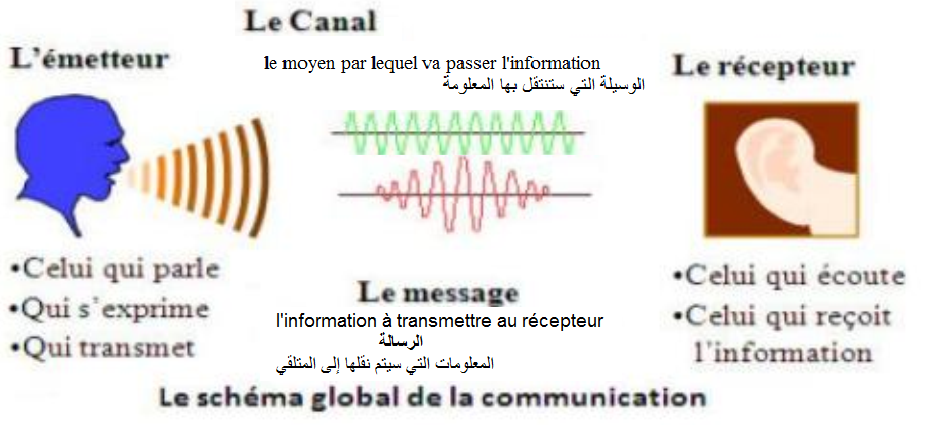 Le Canal
L'émetteur
le moyen par lequel va passer l'information
الوسيلة التي ستنتقل بها المعلومة
Le récepteur
•Celui qui parle
•Qui s'exprime
•Qui transmet
Le message
l'information à transmettre au récepteur
الرسالة
المعلومات التي سيتم نقلها إلى المتلقي
•Celui qui écoute
•Celui qui reçoit
l'information
Le schéma global de la communication